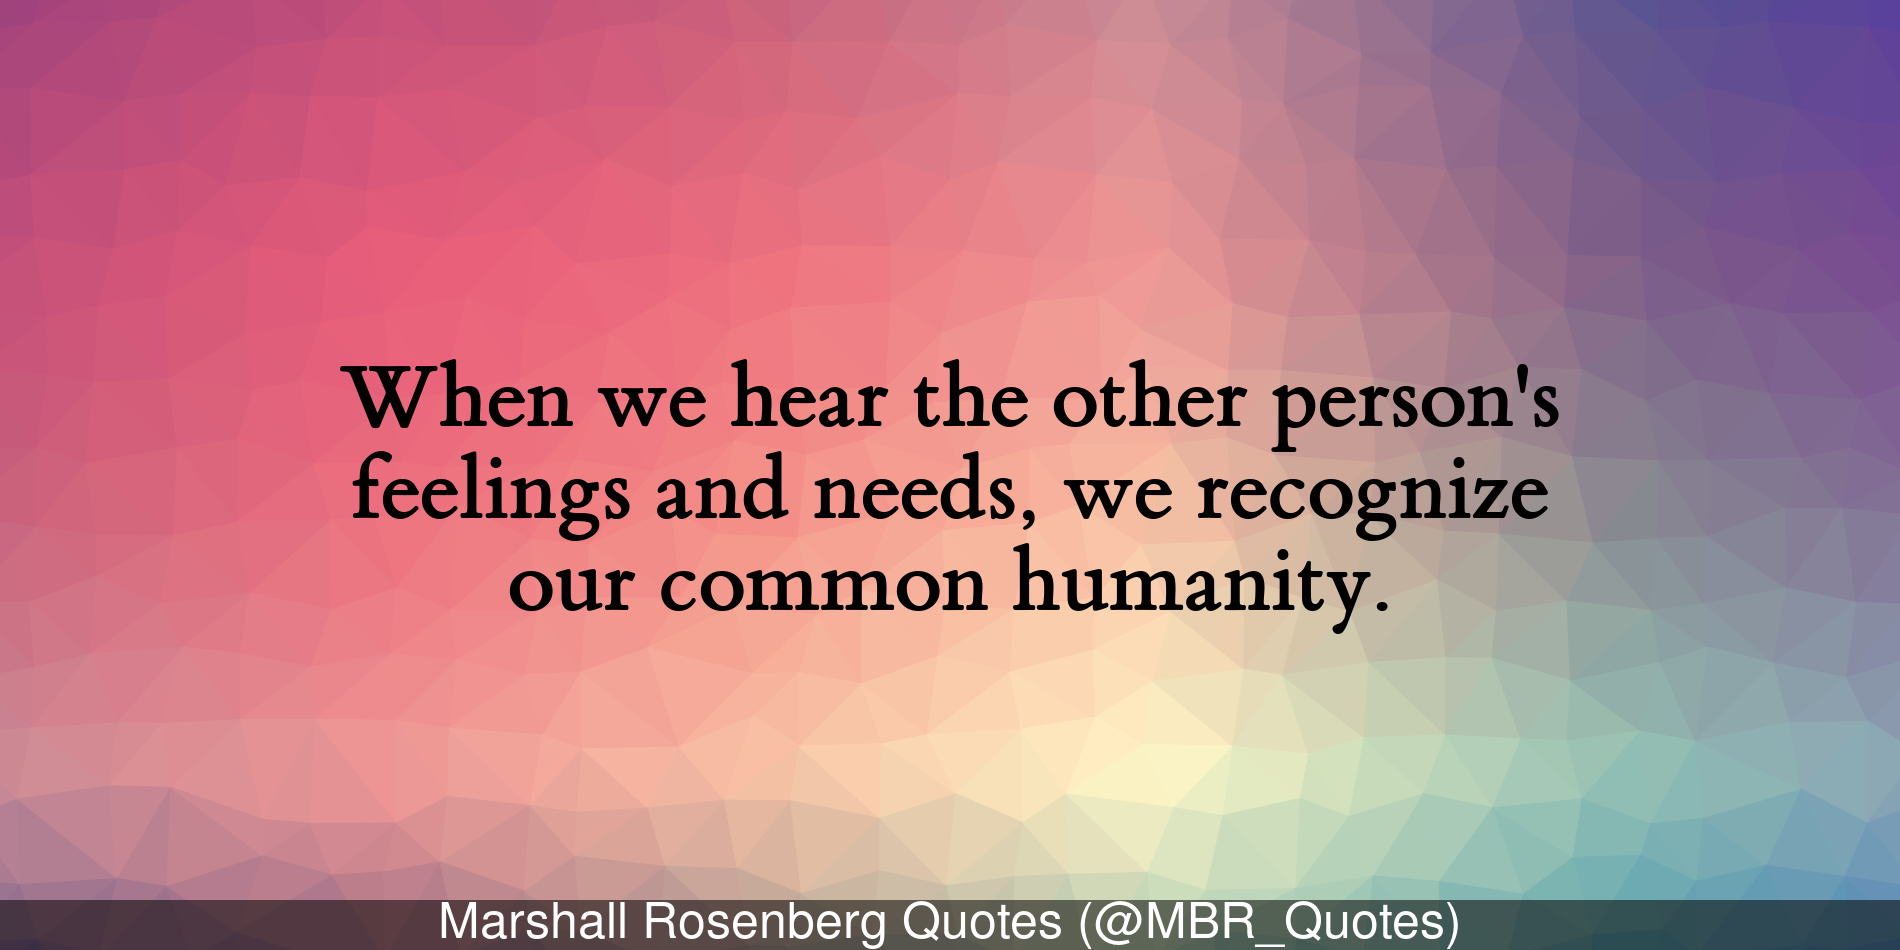 When we hear the other person's
feelings and needs, we recognize
our common humanity.
Marshall Rosenberg Quotes (@MBR_Quotes)